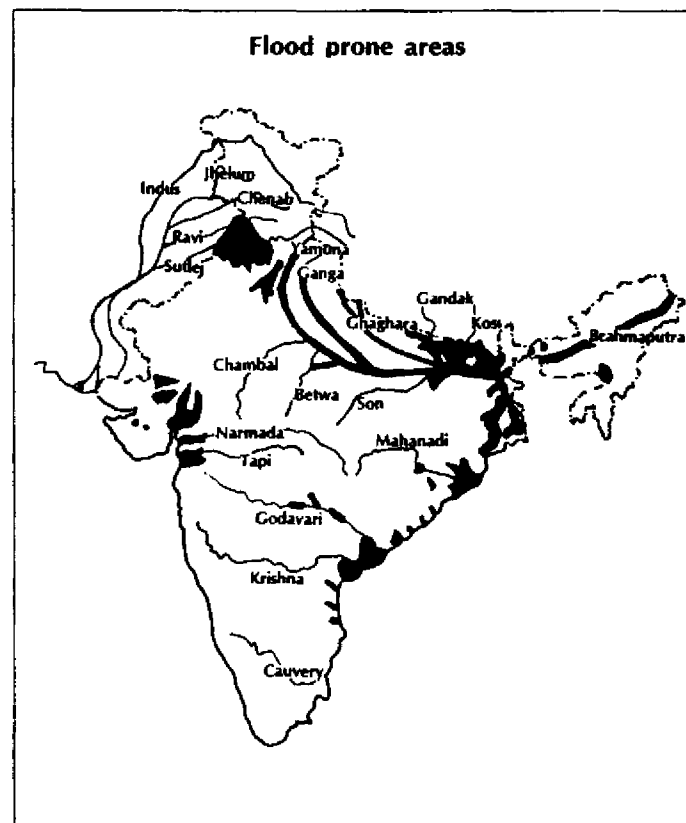 Flood prone areas
Jhelum
Indus
Chenab
Ravi
Yamuna
Sutlej
Ganga
Gandak
Ghaghara
Kosi
Brahmaputra
Chambal
Betwa
Son
Narmada
Mahanadi
Tapi
Godavari
Krishna
Cauvery